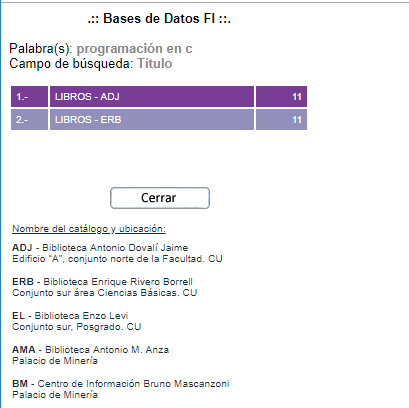 .:: Bases de Datos FI ::.
Palabra(s): programación en c
Campo de búsqueda: Título
1.- LIBROS - ADJ 11
2.- LIBROS - ERB 11
Cerrar
Nombre del catálogo y ubicación:
ADJ - Biblioteca Antonio Dovalí Jaime
Edificio "A", conjunto norte de la Facultad. CU
ERB - Biblioteca Enrique Rivero Borrell
Conjunto sur área Ciencias Básicas. CU
EL - Biblioteca Enzo Levi
Conjunto sur, Posgrado. CU
AMA - Biblioteca Antonio M. Anza
Palacio de Minería
BM - Centro de Información Bruno Mascanzoni
Palacio de Minería